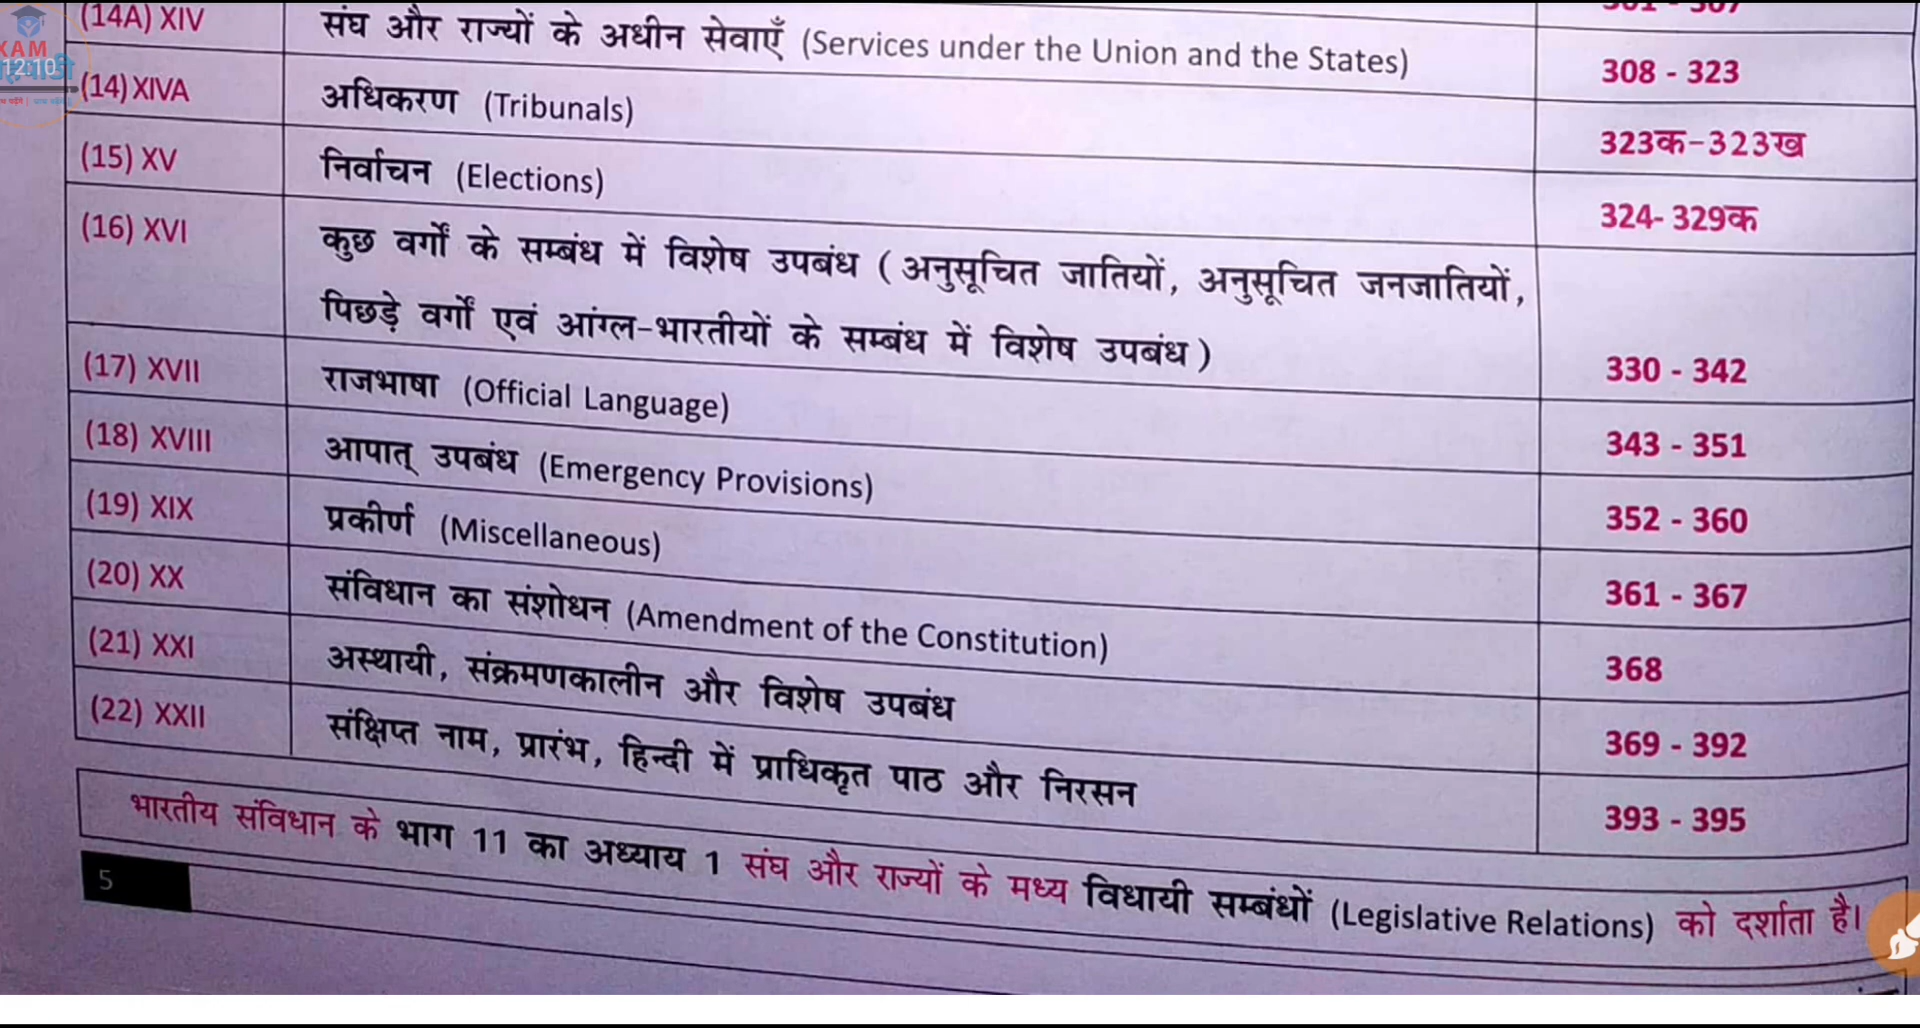 (14A) XIV संघ और राज्यों के अधीन सेवाएँ (Services under the Union and the States) 308 - 323
(14) XIVA अधिकरण (Tribunals) 323क-323ख
(15) XV निर्वाचन (Elections) 324- 329क
(16) XVI कुछ वर्गों के सम्बंध में विशेष उपबंध ( अनुसूचित जातियों, अनुसूचित जनजातियों,
पिछड़े वर्गों एवं आंग्ल-भारतीयों के सम्बंध में विशेष उपबंध ) 330 - 342
(17) XVII राजभाषा (Official Language) 343 - 351
(18) XVIII आपात् उपबंध (Emergency Provisions) 352 - 360
(19) XIX प्रकीर्ण (Miscellaneous) 361 - 367
(20) XX संविधान का संशोधन (Amendment of the Constitution) 368
(21) XXI अस्थायी, संक्रमणकालीन और विशेष उपबंध 369 - 392
(22) XXII संक्षिप्त नाम, प्रारंभ, हिन्दी में प्राधिकृत पाठ और निरसन 393 - 395
भारतीय संविधान के भाग 11 का अध्याय 1 संघ और राज्यों के मध्य विधायी सम्बंधों (Legislative Relations) को दर्शाता है।
5
12:10